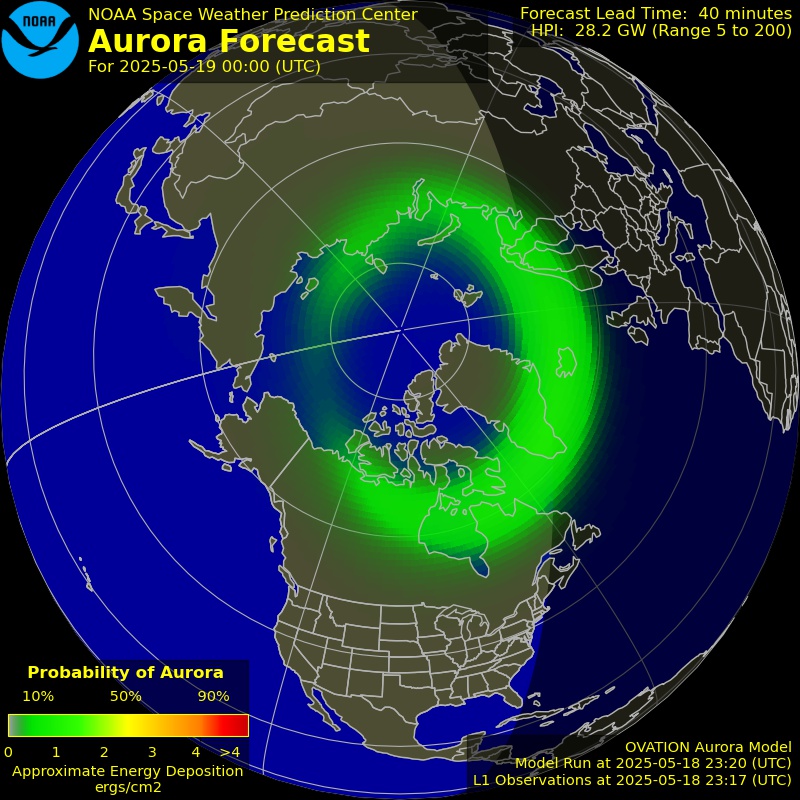 NOAA
NOAA Space Weather Prediction Center
Aurora Forecast
For 2025-05-19 00:00 (UTC)
Forecast Lead Time: 40 minutes
HPI: 28.2 GW (Range 5 to 200)
Probability of Aurora
10% 50% 90%
0 1 2 3 4 >4
Approximate Energy Deposition
ergs/cm2
OVATION Aurora Model
Model Run at 2025-05-18 23:20 (UTC)
L1 Observations at 2025-05-18 23:17 (UTC)